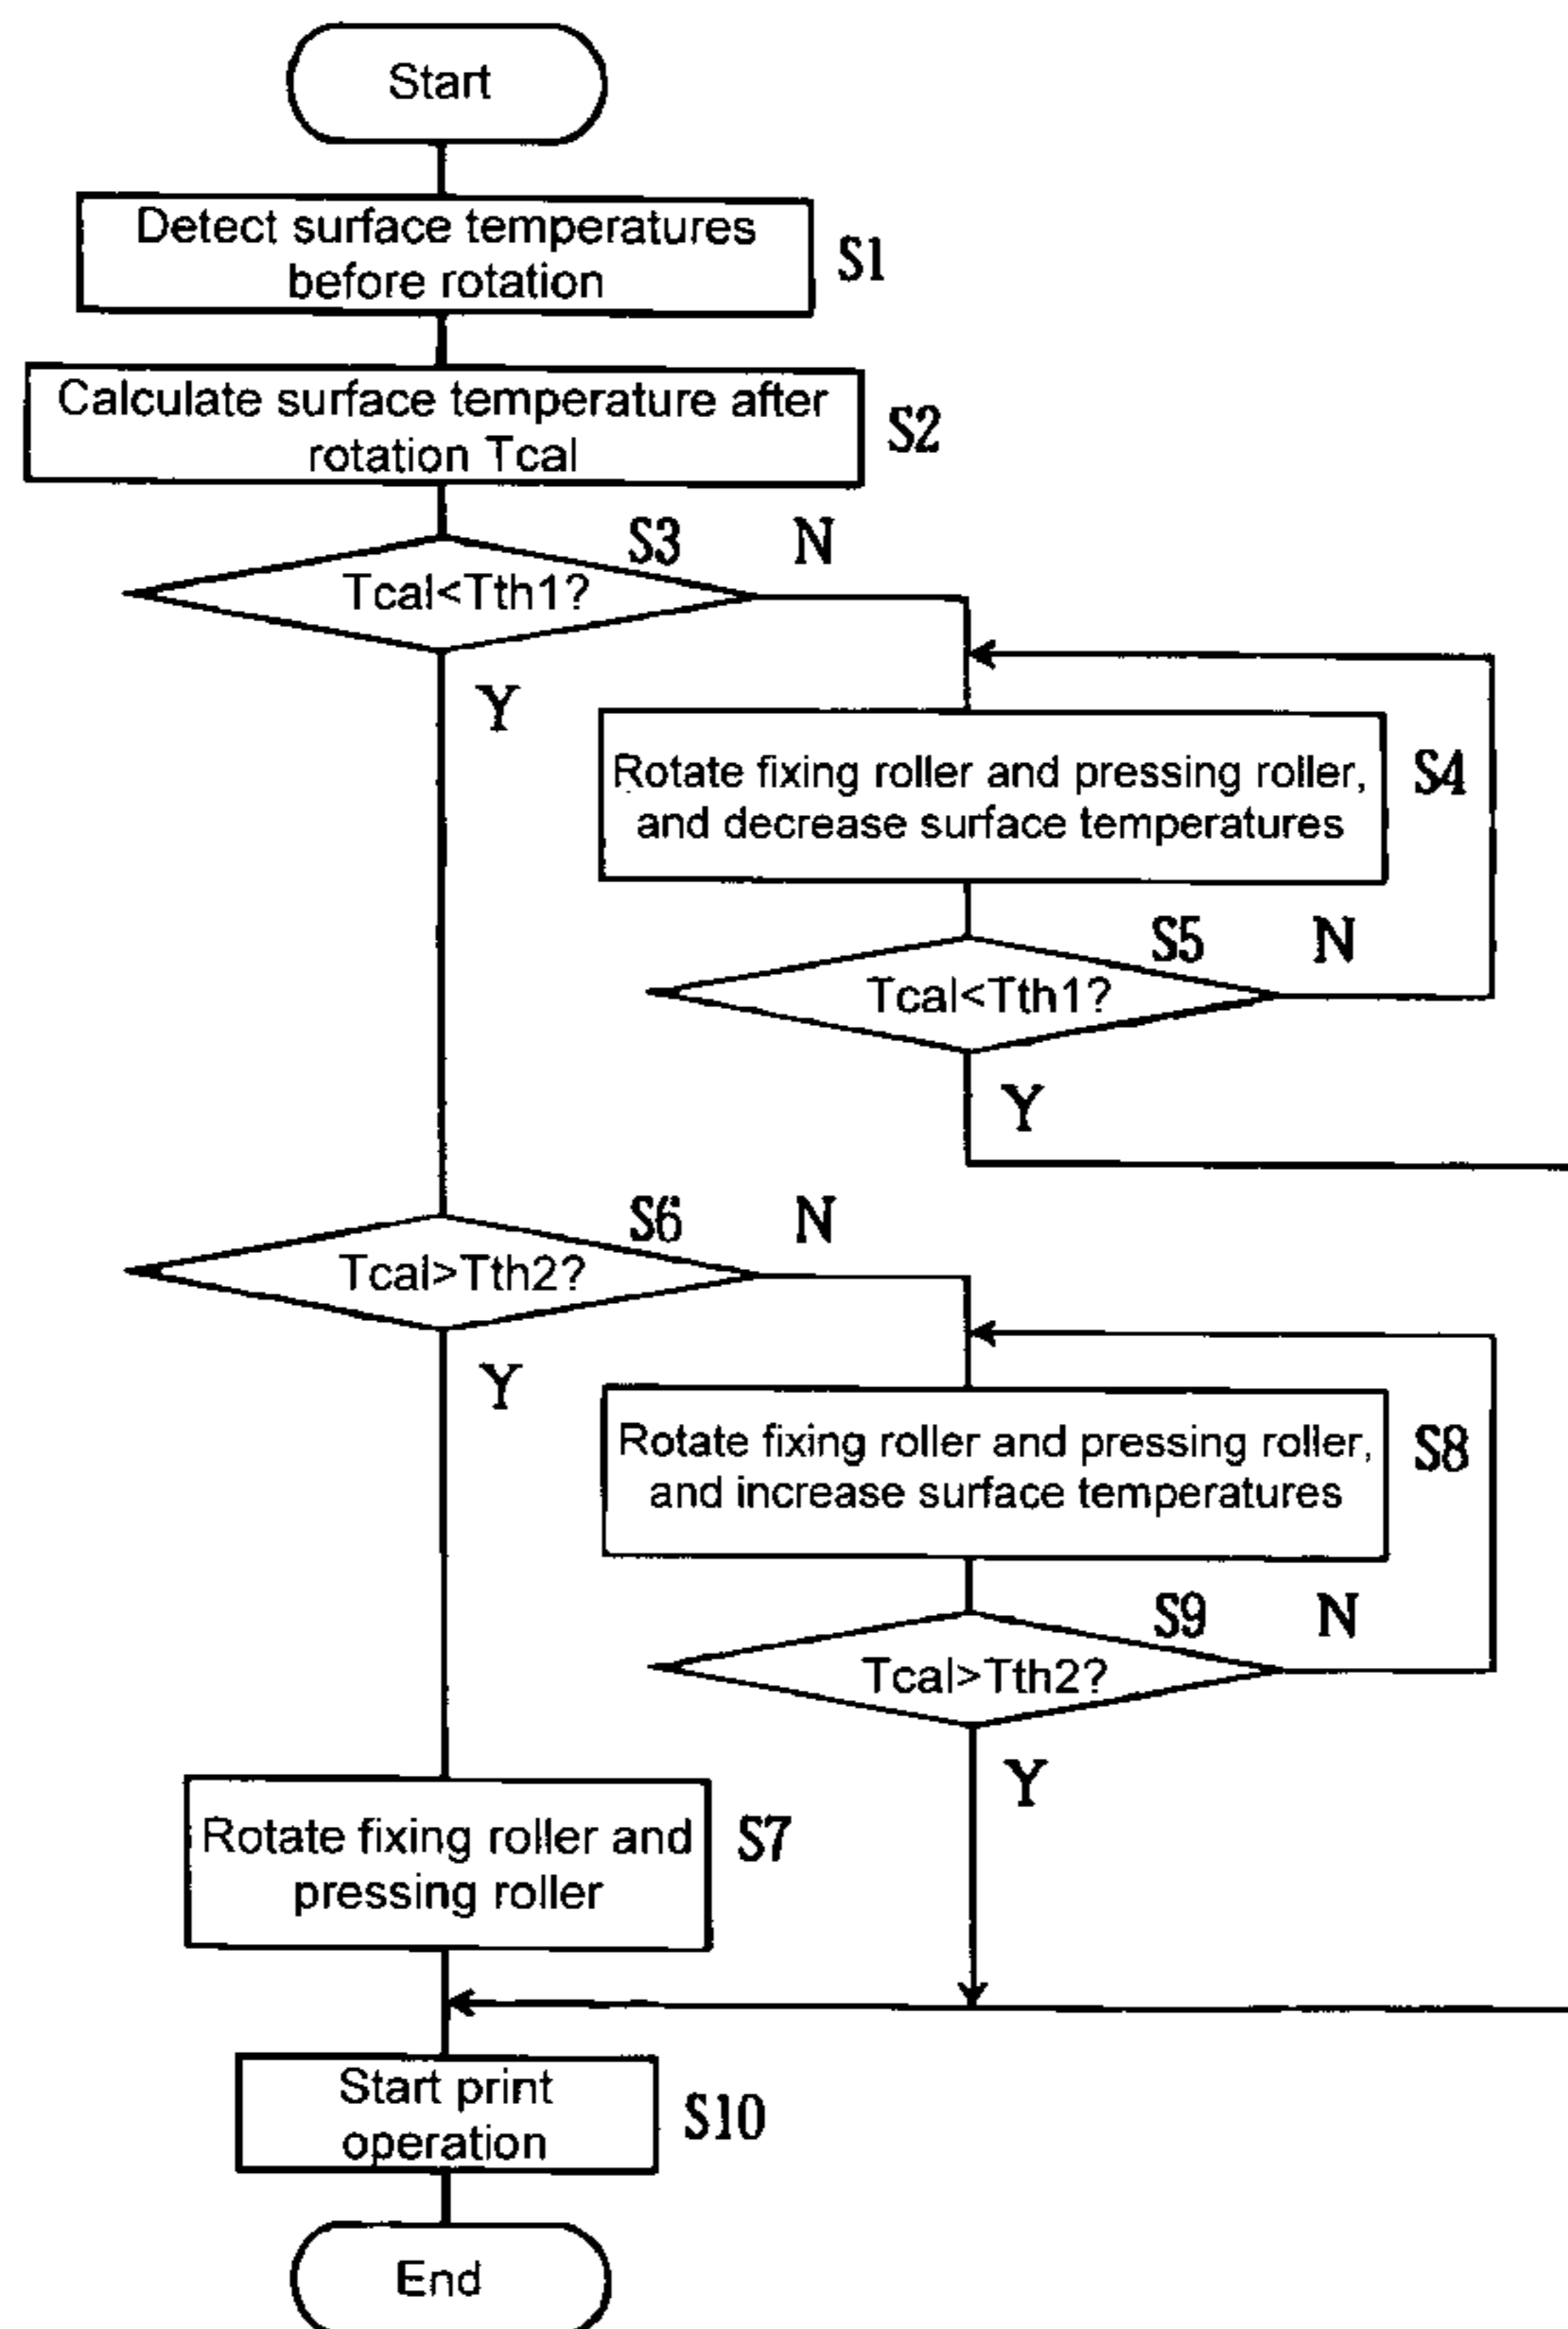 Start
Detect surface temperatures
before rotation
S1
Calculate surface temperature after
rotation Tcal
S2
S3
N
Tcal<Tth1?
Y
Rotate fixing roller and pressing roller,
and decrease surface temperatures
S4
S5
N
Tcal<Tth1?
Y
S6
N
Tcal>Tth2?
Y
Rotate fixing roller and pressing roller,
and increase surface temperatures
S8
S9
N
Tcal>Tth2?
Y
Rotate fixing roller and
pressing roller
S7
Start print
operation
S10
End